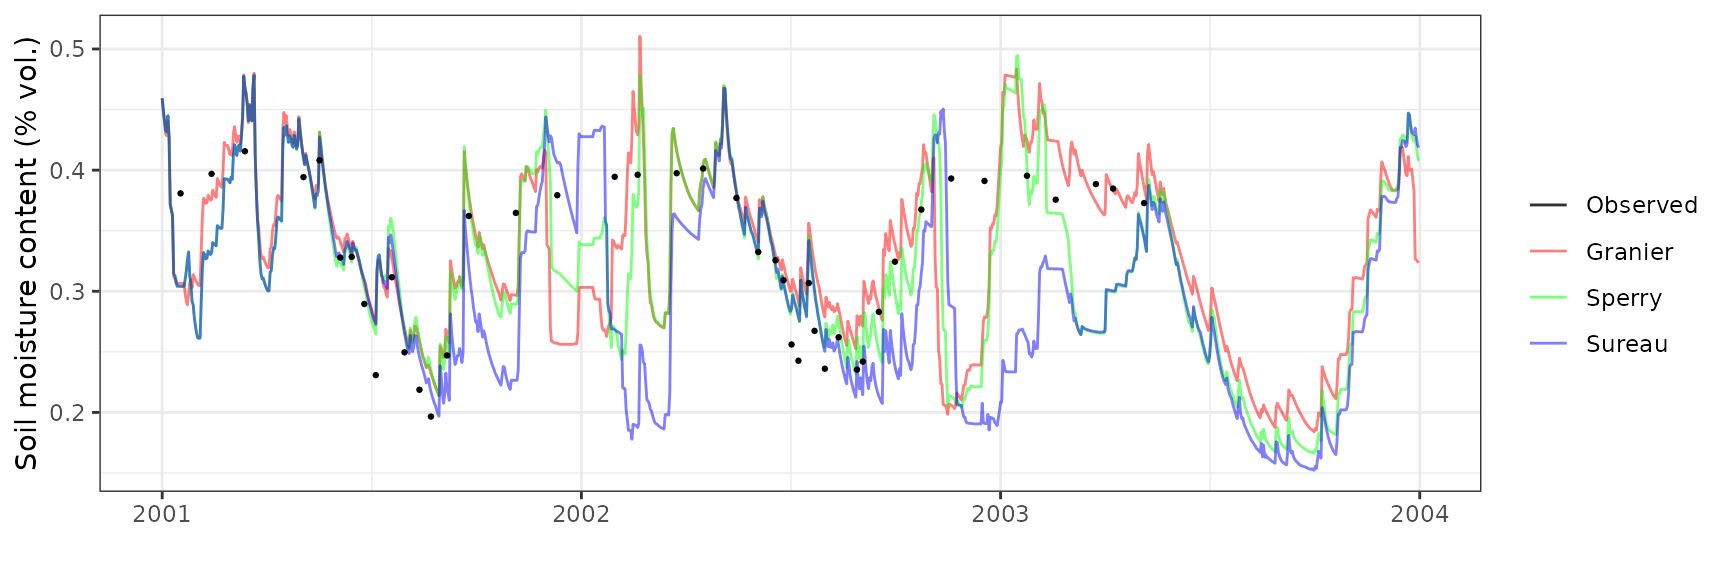 Soil moisture content (% vol.)
0.5
0.4
0.3
0.2
2001 2002 2003 2004
Observed
Granier
Sperry
Sureau